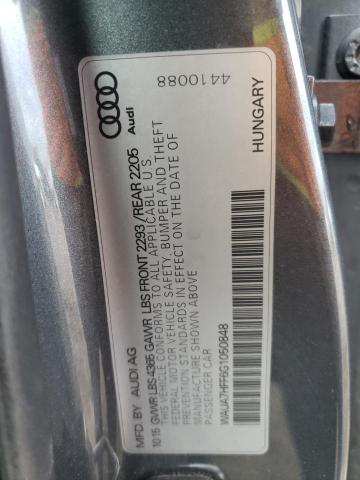 4410088
Audi
MFD. BY AUDI AG
10 15 GVWR LBS 4365 GAWR LBS FRONT 2293 / REAR 2205
THIS VEHICLE CONFORMS TO ALL APPLICABLE U S
FEDERAL MOTOR VEHICLE SAFETY, BUMPER AND THEFT
PREVENTION STANDARDS IN EFFECT ON THE DATE OF
MANUFACTURE SHOWN ABOVE
PASSENGER CAR
WAUA7HFF6G1050848
HUNGARY